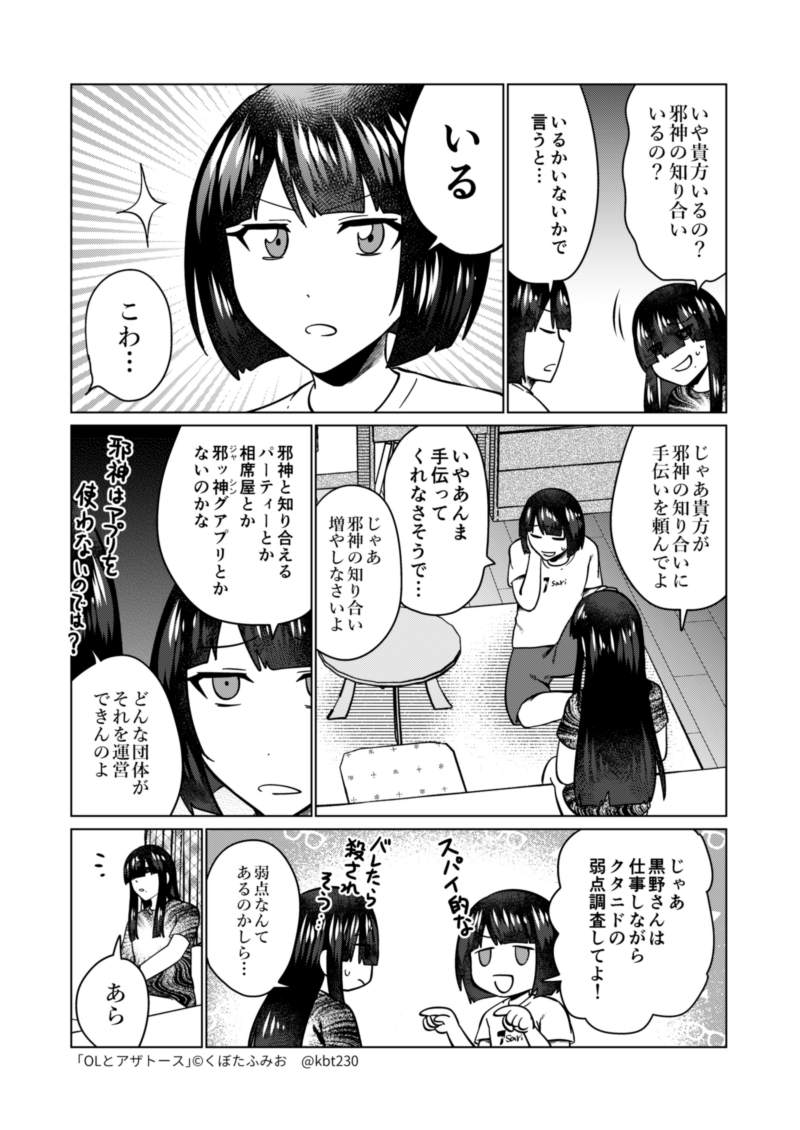 いや貴方いるの？
邪神の知り合い
いるの？
いるかいないかで
言うと…
いる
こわ…
じゃあ貴方が
邪神の知り合いに
手伝いを頼んでよ
いやあんま
手伝って
くれなさそうで…
じゃあ
邪神の知り合い
増やしなさいよ
sari
邪神と知り合える
パーティーとか
相席屋とか
邪ッ神グアプリとか
ジャ シン
ないのかな
邪神はアプリを
使わないのでは？
どんな団体が
それを運営
できんのよ
じゃあ
黒野さんは
仕事しながら
クタニドの
弱点調査してよ！
スパイ的な
sari
バレたら
殺され
そう…
弱点なんて
あるのかしら…
あら
「OLとアザトース」©くぼたふみお　@kbt230